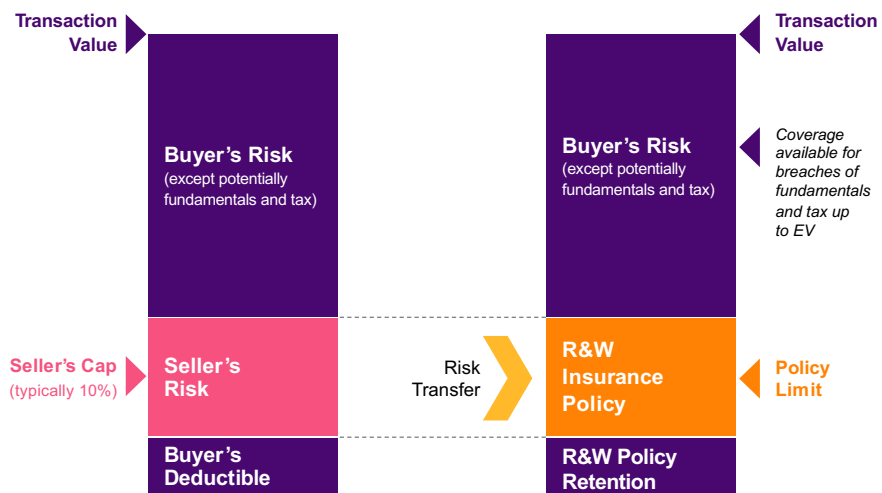 Transaction
Value
Transaction
Value
Buyer’s Risk
(except potentially
fundamentals and tax)
Buyer’s Risk
(except potentially
fundamentals and tax)
Coverage
available for
breaches of
fundamentals
and tax up
to EV
Seller’s Cap
(typically 10%)
Seller’s
Risk
Risk
Transfer
R&W
Insurance
Policy
Policy
Limit
Buyer’s
Deductible
R&W Policy
Retention